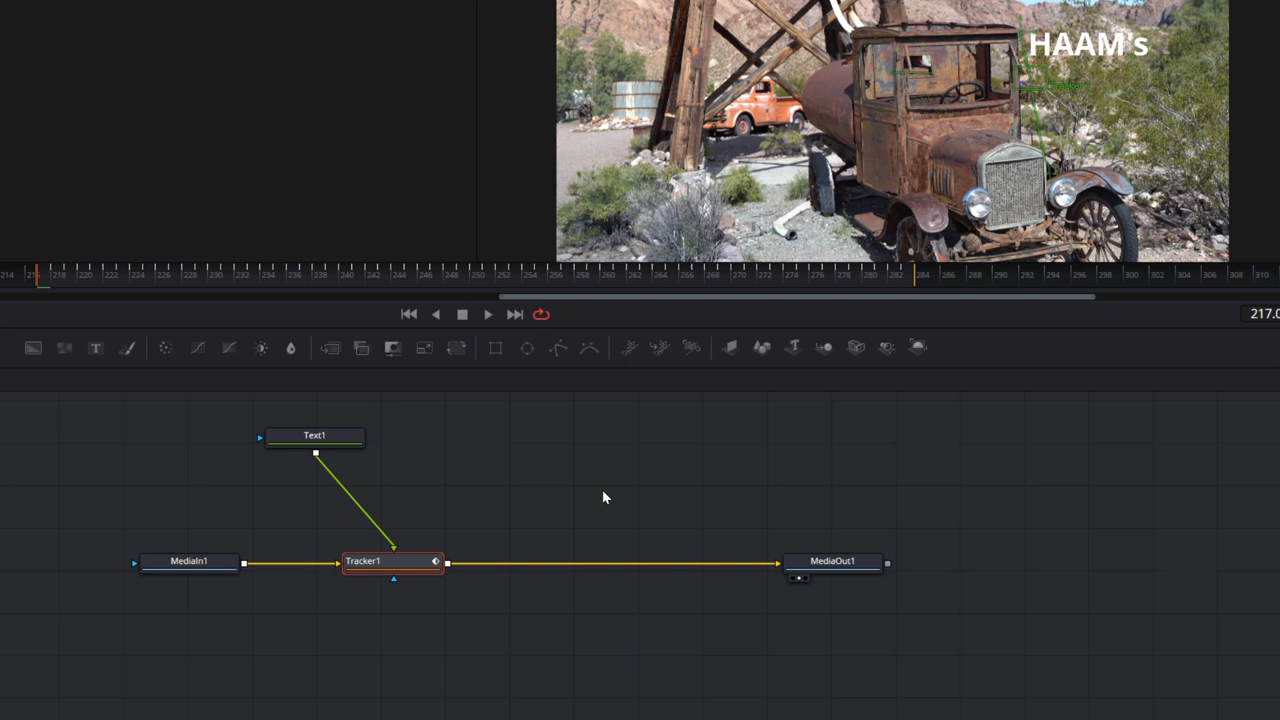 HAAM's
214 216 218 220 222 224 226 228 230 232 234 236 238 240 242 244 246 248 250 252 254 256 258 260 262 264 266 268 270 272 274 276 278 280 282 284 286 288 290 292 294 296 298 300 302 304 306 308 310
217.0
T
Text1
MediaIn1
Tracker1
MediaOut1